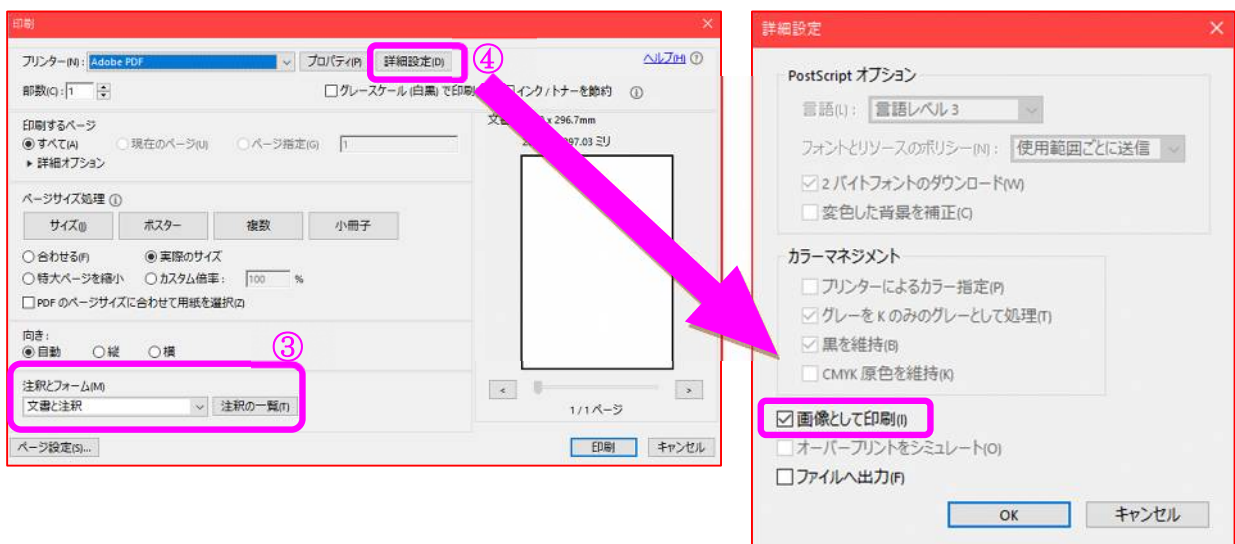 印刷
プリンター(N): Adobe PDF プロパティ(P) 詳細設定(D) ④ ヘルプ(H)
部数(C): 1 グレースケール (白黒) で印刷 インク / トナーを節約
印刷するページ
すべて(A) 現在のページ(U) ページ指定(G) 1
詳細オプション
ページサイズ処理
サイズ(I) ポスター 複数 小冊子
合わせる(F) 実際のサイズ
特大ページを縮小 カスタム倍率: 100 %
PDF のページサイズに合わせて用紙を選択(Z)
向き:
自動 縦 横 ③
注釈とフォーム(M)
文書と注釈 注釈の一覧(T)
x 296.7mm
297.03 ミリ
< >
1 / 1 ページ
ページ設定(S)... 印刷 キャンセル
詳細設定
PostScript オプション
言語(L): 言語レベル 3
フォントとリソースのポリシー(N): 使用範囲ごとに送信
2 バイトフォントのダウンロード(W)
変色した背景を補正(C)
カラーマネジメント
プリンターによるカラー指定(P)
グレーを K のみのグレーとして処理(T)
黒を維持(B)
CMYK 原色を維持(K)
画像として印刷(I)
オーバープリントをシミュレート(O)
ファイルへ出力(F)
OK キャンセル